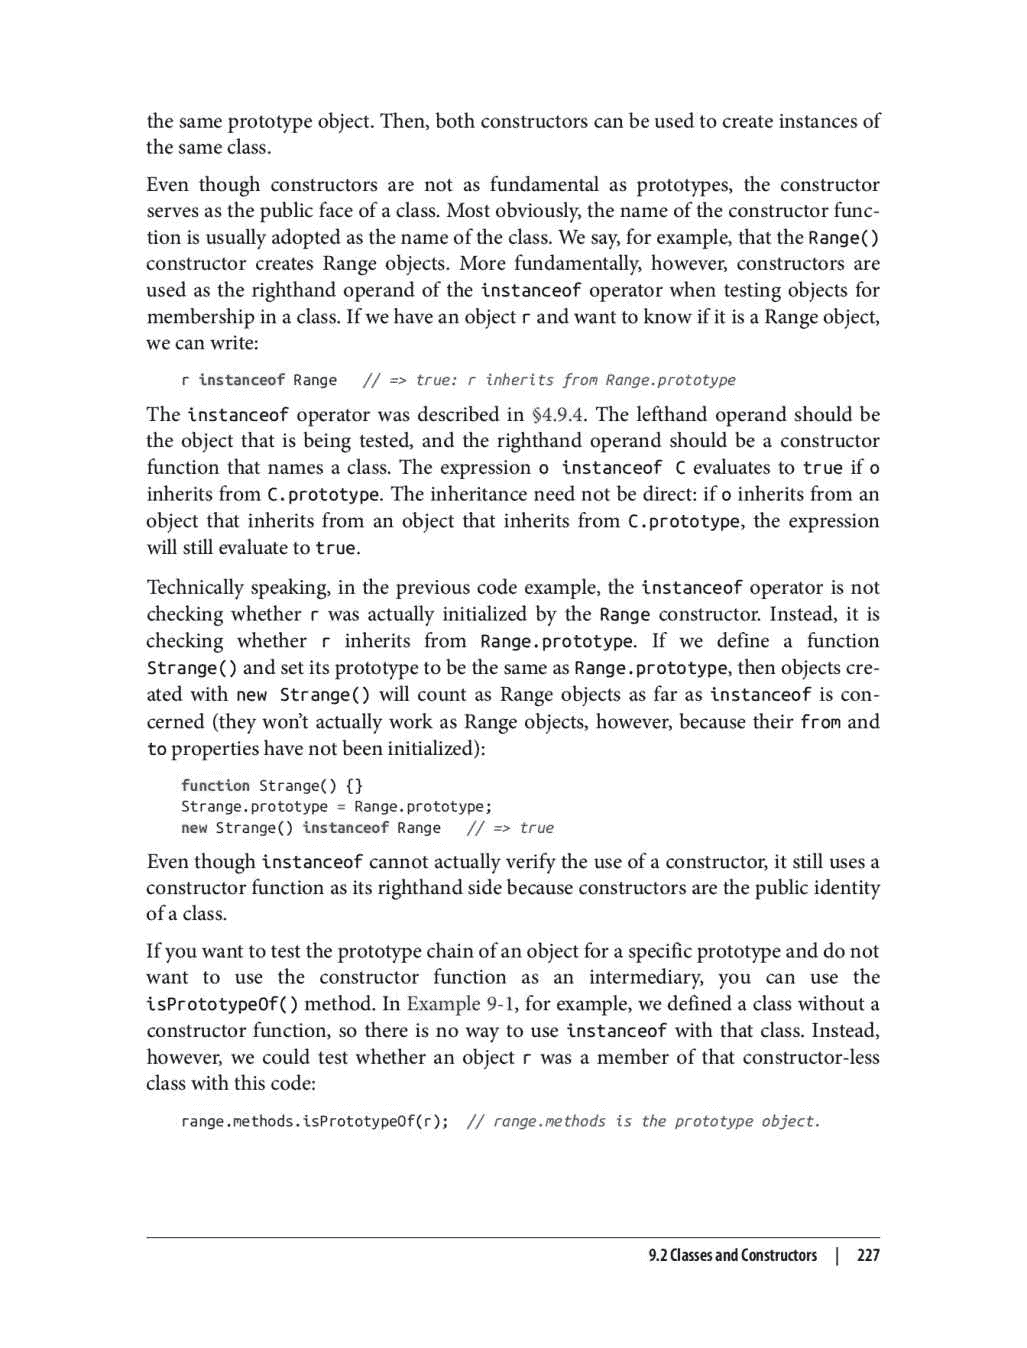 the same prototype object. Then, both constructors can be used to create instances of
the same class.
Even though constructors are not as fundamental as prototypes, the constructor
serves as the public face of a class. Most obviously, the name of the constructor func-
tion is usually adopted as the name of the class. We say, for example, that the Range()
constructor creates Range objects. More fundamentally, however, constructors are
used as the righthand operand of the instanceof operator when testing objects for
membership in a class. If we have an object r and want to know if it is a Range object,
we can write:
r instanceof Range   // => true: r inherits from Range.prototype
The instanceof operator was described in §4.9.4. The lefthand operand should be
the object that is being tested, and the righthand operand should be a constructor
function that names a class. The expression o instanceof C evaluates to true if o
inherits from C.prototype. The inheritance need not be direct: if o inherits from an
object that inherits from an object that inherits from C.prototype, the expression
will still evaluate to true.
Technically speaking, in the previous code example, the instanceof operator is not
checking whether r was actually initialized by the Range constructor. Instead, it is
checking whether r inherits from Range.prototype. If we define a function
Strange() and set its prototype to be the same as Range.prototype, then objects cre-
ated with new Strange() will count as Range objects as far as instanceof is con-
cerned (they won’t actually work as Range objects, however, because their from and
to properties have not been initialized):
function Strange() {}
Strange.prototype = Range.prototype;
new Strange() instanceof Range   // => true
Even though instanceof cannot actually verify the use of a constructor, it still uses a
constructor function as its righthand side because constructors are the public identity
of a class.
If you want to test the prototype chain of an object for a specific prototype and do not
want to use the constructor function as an intermediary, you can use the
isPrototypeOf() method. In Example 9-1, for example, we defined a class without a
constructor function, so there is no way to use instanceof with that class. Instead,
however, we could test whether an object r was a member of that constructor-less
class with this code:
range.methods.isPrototypeOf(r);  // range.methods is the prototype object.
9.2 Classes and Constructors | 227